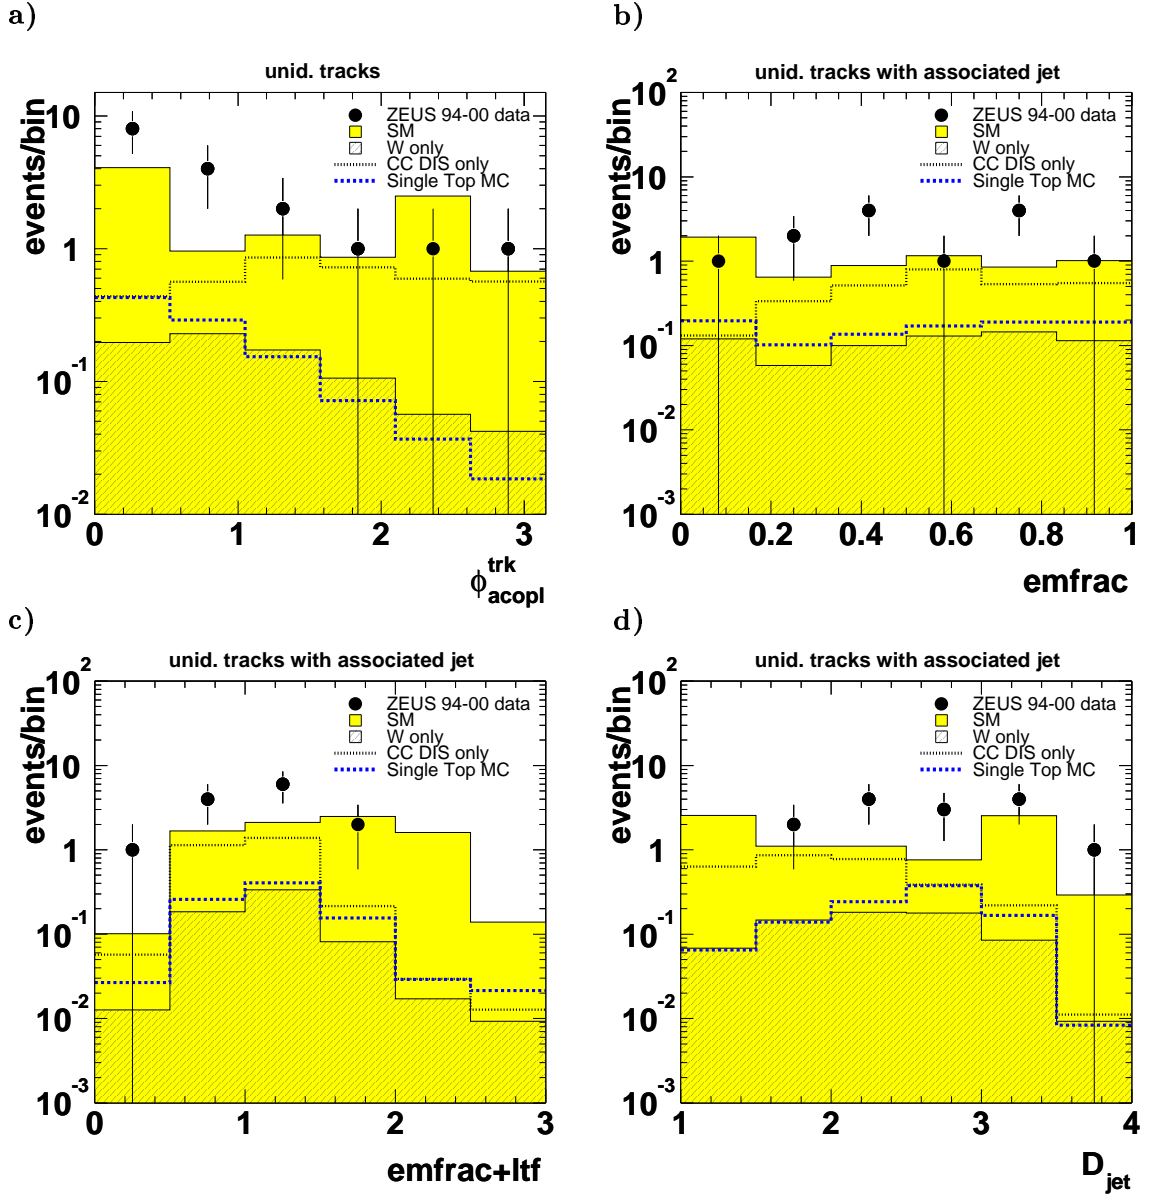 a)
unid. tracks
events/bin
10
1
10^-1
10^-2
ZEUS 94-00 data
SM
W only
CC DIS only
Single Top MC
0 1 2 3
ϕ^trk_acopl
b)
unid. tracks with associated jet
events/bin
10^2
10
1
10^-1
10^-2
10^-3
ZEUS 94-00 data
SM
W only
CC DIS only
Single Top MC
0 0.2 0.4 0.6 0.8 1
emfrac
c)
unid. tracks with associated jet
events/bin
10^2
10
1
10^-1
10^-2
10^-3
ZEUS 94-00 data
SM
W only
CC DIS only
Single Top MC
0 1 2 3
emfrac+ltf
d)
unid. tracks with associated jet
events/bin
10^2
10
1
10^-1
10^-2
10^-3
ZEUS 94-00 data
SM
W only
CC DIS only
Single Top MC
1 2 3 4
D_jet